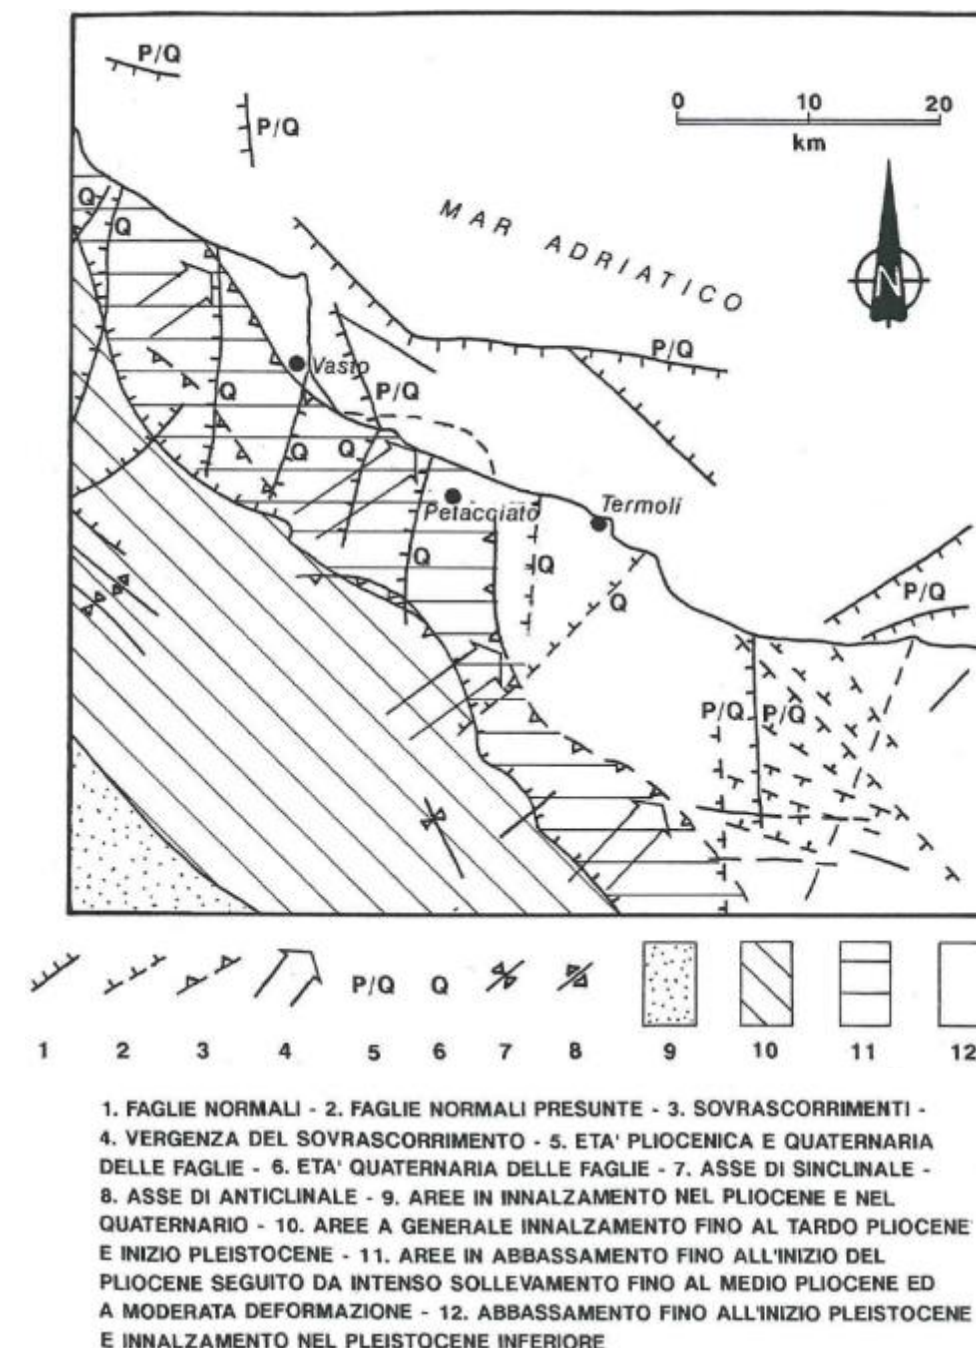 P/Q
P/Q
0 10 20
km
MAR ADRIATICO
N
Q
Q
P/Q
Vasto
Q
P/Q
Q
Q
Petacciato
Termoli
Q
Q
Q
P/Q
P/Q
P/Q
P/Q Q
1 2 3 4 5 6 7 8 9 10 11 12
1. FAGLIE NORMALI - 2. FAGLIE NORMALI PRESUNTE - 3. SOVRASCORRIMENTI -
4. VERGENZA DEL SOVRASCORRIMENTO - 5. ETA' PLIOCENICA E QUATERNARIA
DELLE FAGLIE - 6. ETA' QUATERNARIA DELLE FAGLIE - 7. ASSE DI SINCLINALE -
8. ASSE DI ANTICLINALE - 9. AREE IN INNALZAMENTO NEL PLIOCENE E NEL
QUATERNARIO - 10. AREE A GENERALE INNALZAMENTO FINO AL TARDO PLIOCENE
E INIZIO PLEISTOCENE - 11. AREE IN ABBASSAMENTO FINO ALL'INIZIO DEL
PLIOCENE SEGUITO DA INTENSO SOLLEVAMENTO FINO AL MEDIO PLIOCENE ED
A MODERATA DEFORMAZIONE - 12. ABBASSAMENTO FINO ALL'INIZIO PLEISTOCENE
E INNALZAMENTO NEL PLEISTOCENE INFERIORE